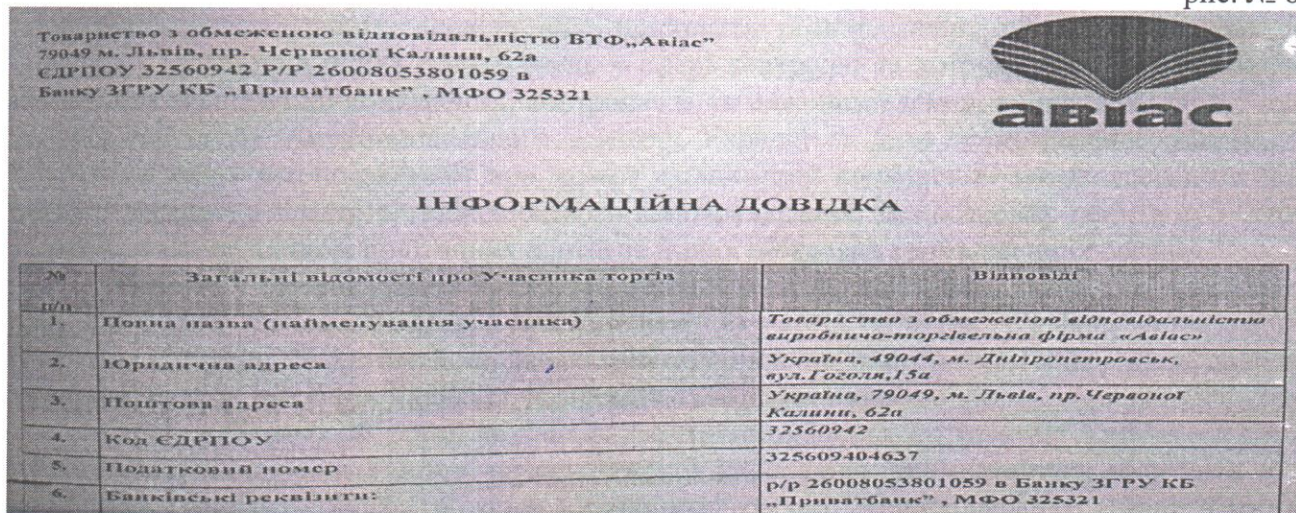 рис. №
Товариство з обмеженою відповідальністю ВТФ„Авіас”
79049 м. Львів, пр. Червоної Калини, 62а
ЄДРПОУ 32560942 Р/Р 26008053801059 в
Банку ЗГРУ КБ „Приватбанк” , МФО 325321
авіас
ІНФОРМАЦІЙНА ДОВІДКА
№ п/п
Загальні відомості про Учасника торгів
Відповіді
1.
Повна назва (найменування учасника)
Товариство з обмеженою відповідальністю
виробничо-торгівельна фірма «Авіас»
2.
Юридична адреса
Україна, 49044, м. Дніпропетровськ,
вул.Гоголя,15а
3.
Поштова адреса
Україна, 79049, м. Львів, пр.Червоної
Калини, 62а
4.
Код ЄДРПОУ
32560942
5.
Податковий номер
325609404637
6.
Банківські реквізити:
р/р 26008053801059 в Банку ЗГРУ КБ
„Приватбанк” , МФО 325321